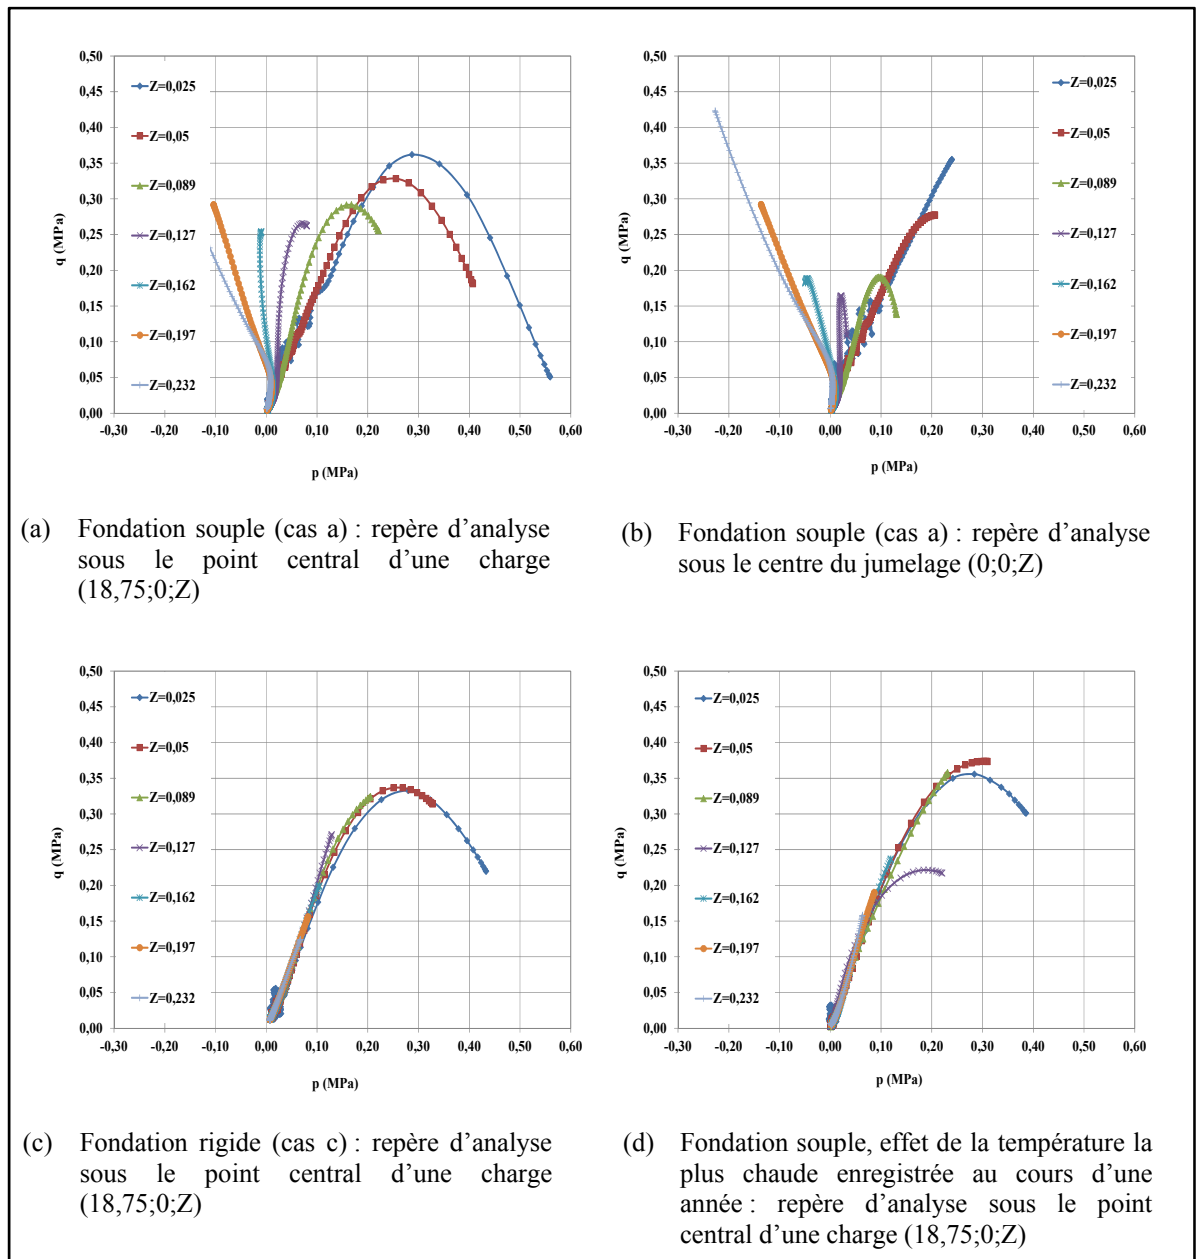 0,50
0,45
0,40
0,35
0,30
0,25
0,20
0,15
0,10
0,05
0,00
q (MPa)
-0,30 -0,20 -0,10 0,00 0,10 0,20 0,30 0,40 0,50 0,60
p (MPa)
Z=0,025
Z=0,05
Z=0,089
Z=0,127
Z=0,162
Z=0,197
Z=0,232
0,50
0,45
0,40
0,35
0,30
0,25
0,20
0,15
0,10
0,05
0,00
q (MPa)
-0,30 -0,20 -0,10 0,00 0,10 0,20 0,30 0,40 0,50 0,60
p (MPa)
Z=0,025
Z=0,05
Z=0,089
Z=0,127
Z=0,162
Z=0,197
Z=0,232
(a) Fondation souple (cas a) : repère d’analyse
sous le point central d’une charge
(18,75;0;Z)
(b) Fondation souple (cas a) : repère d’analyse
sous le centre du jumelage (0;0;Z)
0,50
0,45
0,40
0,35
0,30
0,25
0,20
0,15
0,10
0,05
0,00
q (MPa)
-0,30 -0,20 -0,10 0,00 0,10 0,20 0,30 0,40 0,50 0,60
p (MPa)
Z=0,025
Z=0,05
Z=0,089
Z=0,127
Z=0,162
Z=0,197
Z=0,232
0,50
0,45
0,40
0,35
0,30
0,25
0,20
0,15
0,10
0,05
0,00
q (MPa)
-0,30 -0,20 -0,10 0,00 0,10 0,20 0,30 0,40 0,50 0,60
p (MPa)
Z=0,025
Z=0,05
Z=0,089
Z=0,127
Z=0,162
Z=0,197
Z=0,232
(c) Fondation rigide (cas c) : repère d’analyse
sous le point central d’une charge
(18,75;0;Z)
(d) Fondation souple, effet de la température la
plus chaude enregistrée au cours d’une
année : repère d’analyse sous le point
central d’une charge (18,75;0;Z)